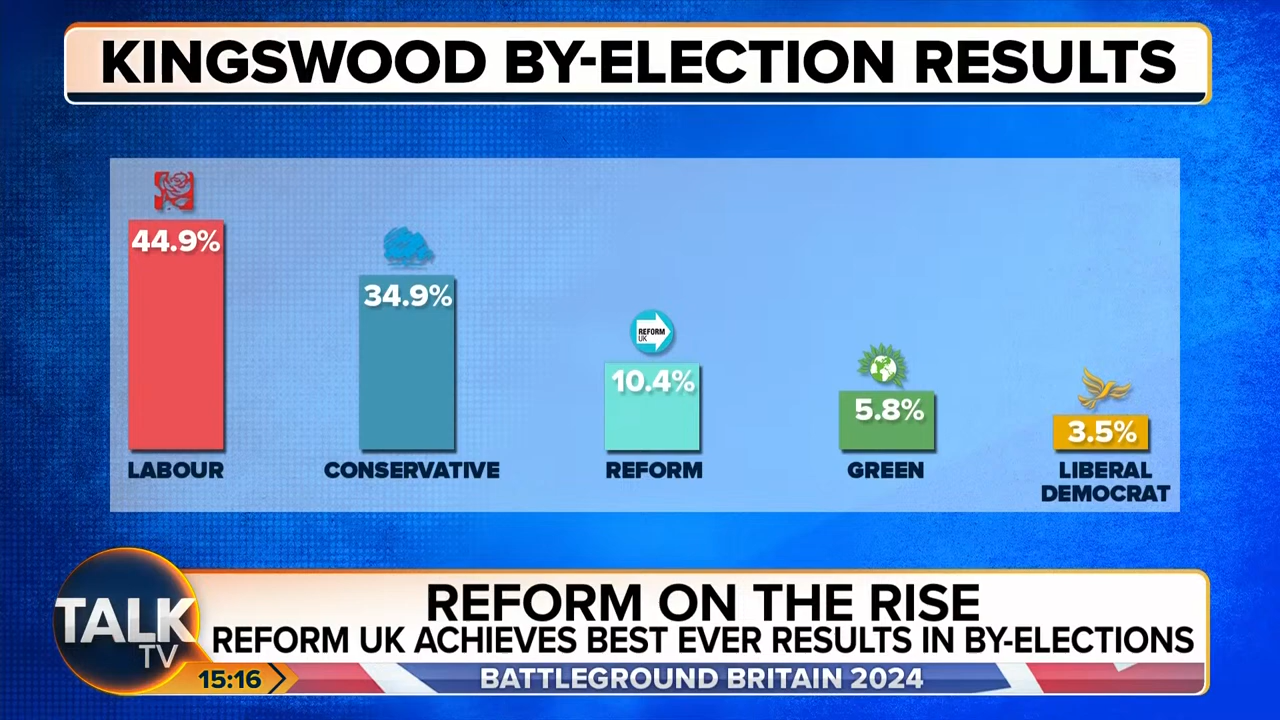 KINGSWOOD BY-ELECTION RESULTS
44.9%
34.9%
REFORM
UK
10.4%
5.8%
3.5%
LABOUR
CONSERVATIVE
REFORM
GREEN
LIBERAL
DEMOCRAT
TALK
TV
REFORM ON THE RISE
REFORM UK ACHIEVES BEST EVER RESULTS IN BY-ELECTIONS
15:16
BATTLEGROUND BRITAIN 2024